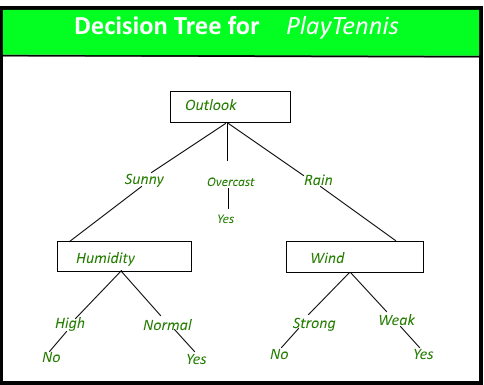 Decision Tree for PlayTennis
Outlook
Sunny
Overcast
Rain
Yes
Humidity
Wind
High
Normal
Strong
Weak
No
Yes
No
Yes